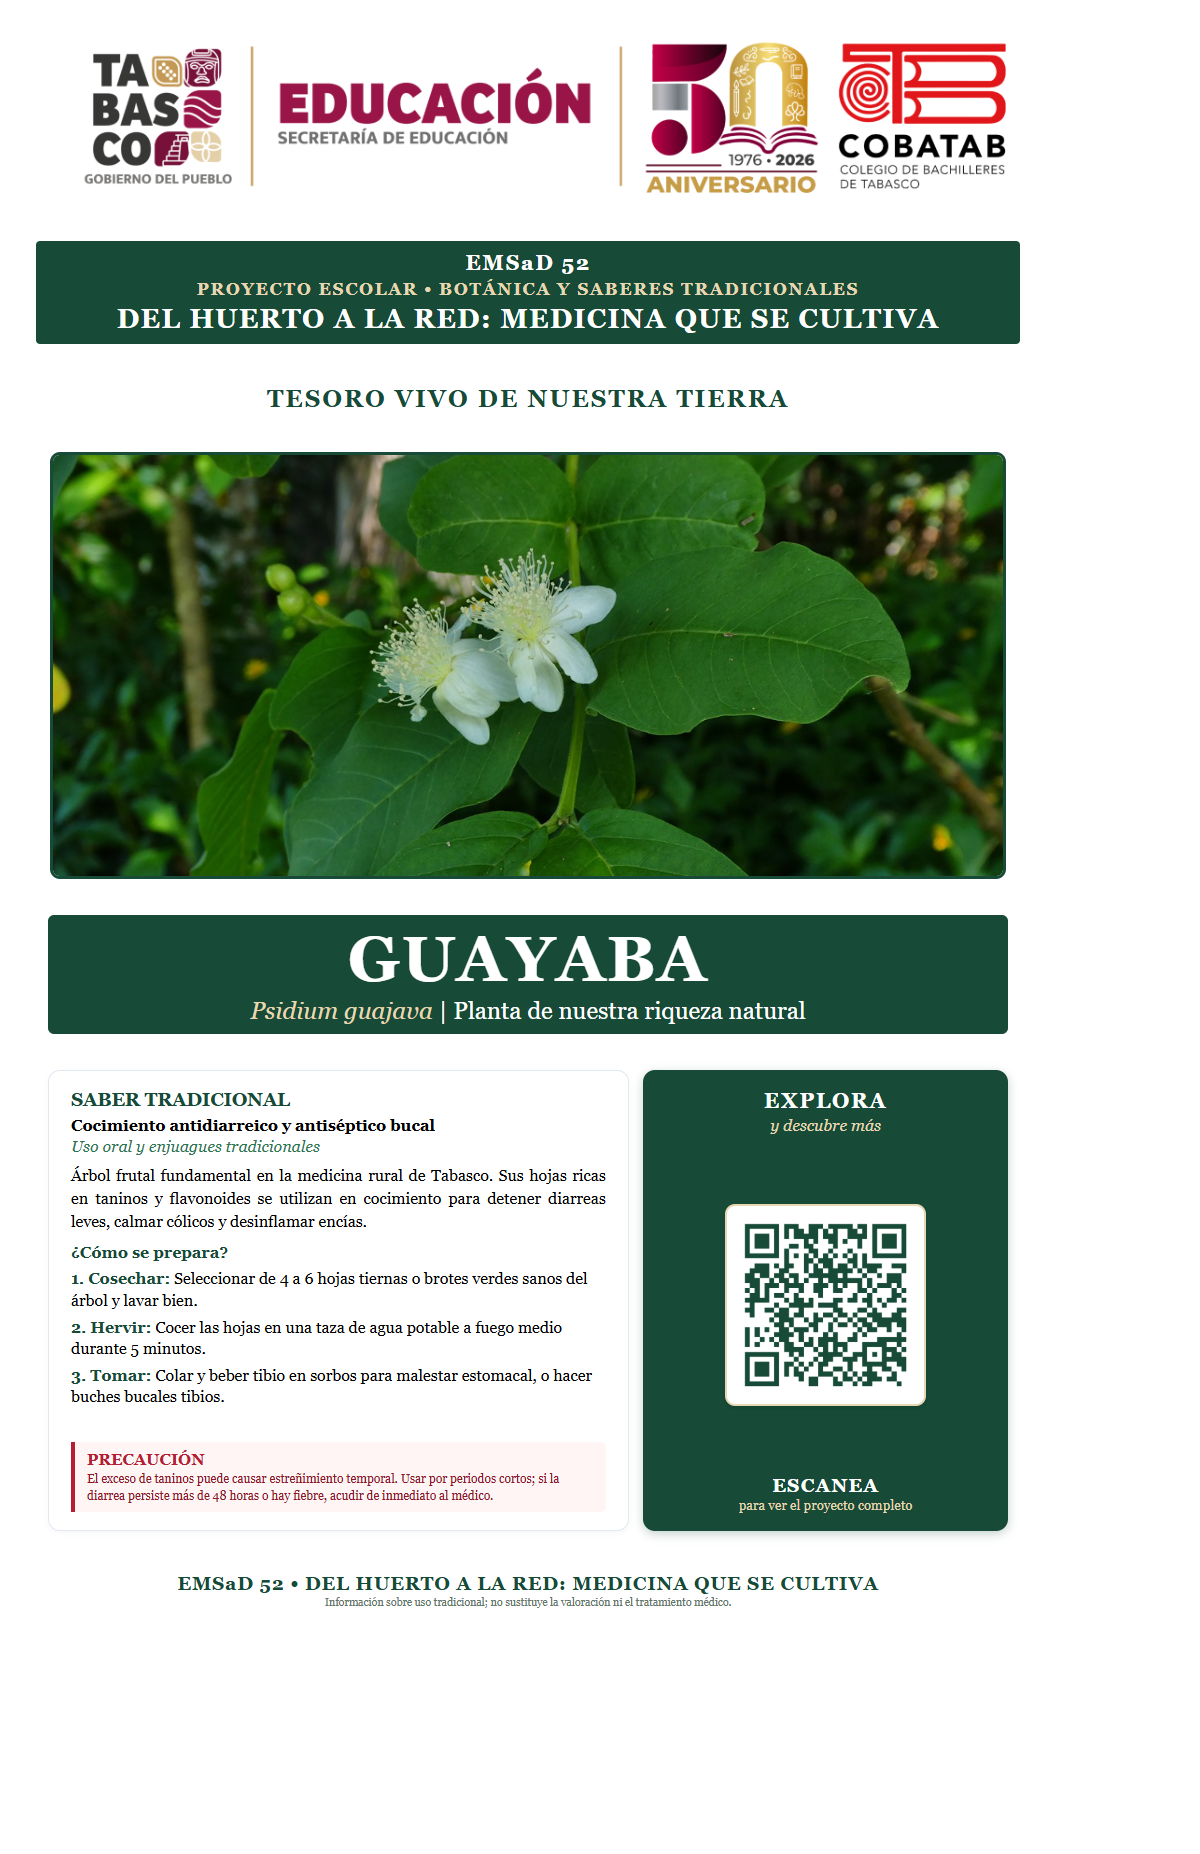 TA
BAS
CO
GOBIERNO DEL PUEBLO
EDUCACIÓN
SECRETARÍA DE EDUCACIÓN
50
1976 • 2026
ANIVERSARIO
COBATAB
COLEGIO DE BACHILLERES
DE TABASCO
EMSaD 52
PROYECTO ESCOLAR • BOTÁNICA Y SABERES TRADICIONALES
DEL HUERTO A LA RED: MEDICINA QUE SE CULTIVA
TESORO VIVO DE NUESTRA TIERRA
GUAYABA
Psidium guajava | Planta de nuestra riqueza natural
SABER TRADICIONAL
Cocimiento antidiarreico y antiséptico bucal
Uso oral y enjuagues tradicionales
Árbol frutal fundamental en la medicina rural de Tabasco. Sus hojas ricas
en taninos y flavonoides se utilizan en cocimiento para detener diarreas
leves, calmar cólicos y desinflamar encías.
¿Cómo se prepara?
1. Cosechar: Seleccionar de 4 a 6 hojas tiernas o brotes verdes sanos del
árbol y lavar bien.
2. Hervir: Cocer las hojas en una taza de agua potable a fuego medio
durante 5 minutos.
3. Tomar: Colar y beber tibio en sorbos para malestar estomacal, o hacer
buches bucales tibios.
PRECAUCIÓN
El exceso de taninos puede causar estreñimiento temporal. Usar por periodos cortos; si la
diarrea persiste más de 48 horas o hay fiebre, acudir de inmediato al médico.
EXPLORA
y descubre más
ESCANEA
para ver el proyecto completo
EMSaD 52 • DEL HUERTO A LA RED: MEDICINA QUE SE CULTIVA
Información sobre uso tradicional; no sustituye la valoración ni el tratamiento médico.